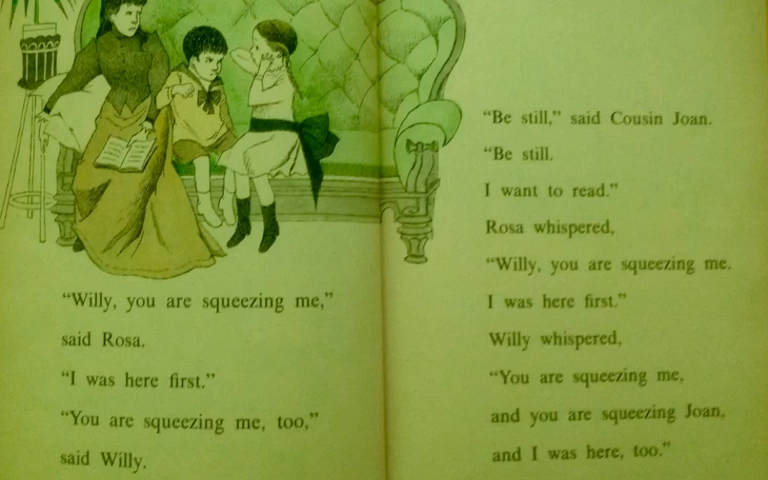 “Willy, you are squeezing me,”
said Rosa.
“I was here first.”
“You are squeezing me, too,”
said Willy.
“Be still,” said Cousin Joan.
“Be still.
I want to read.”
Rosa whispered,
“Willy, you are squeezing me.
I was here first.”
Willy whispered,
“You are squeezing me,
and you are squeezing Joan,
and I was here, too.”